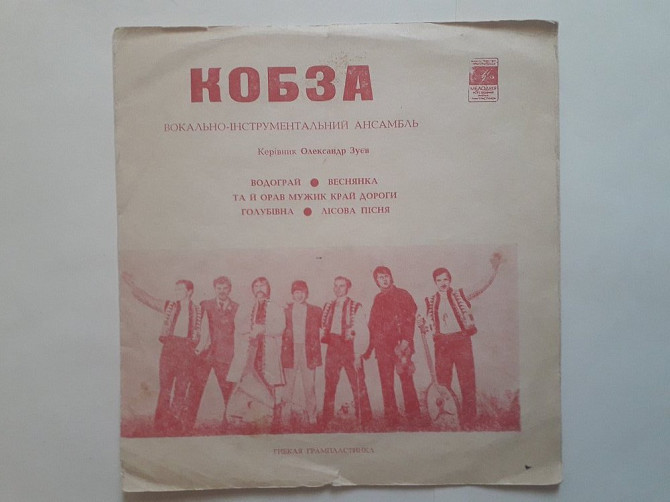 КОБЗА
МЕЛОДИЯ
ВОКАЛЬНО-ІНСТРУМЕНТАЛЬНИЙ АНСАМБЛЬ
Керівник Олександр Зуєв
ВОДОГРАЙ ● ВЕСНЯНКА
ТА Й ОРАВ МУЖИК КРАЙ ДОРОГИ
ГОЛУБІВНА ● ЛІСОВА ПІСНЯ
ГИБКАЯ ГРАМПЛАСТИНКА